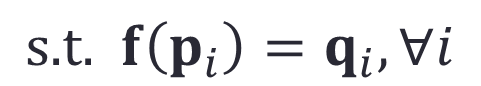 s.t. 𝐟(𝐩ᵢ) = 𝐪ᵢ, ∀i